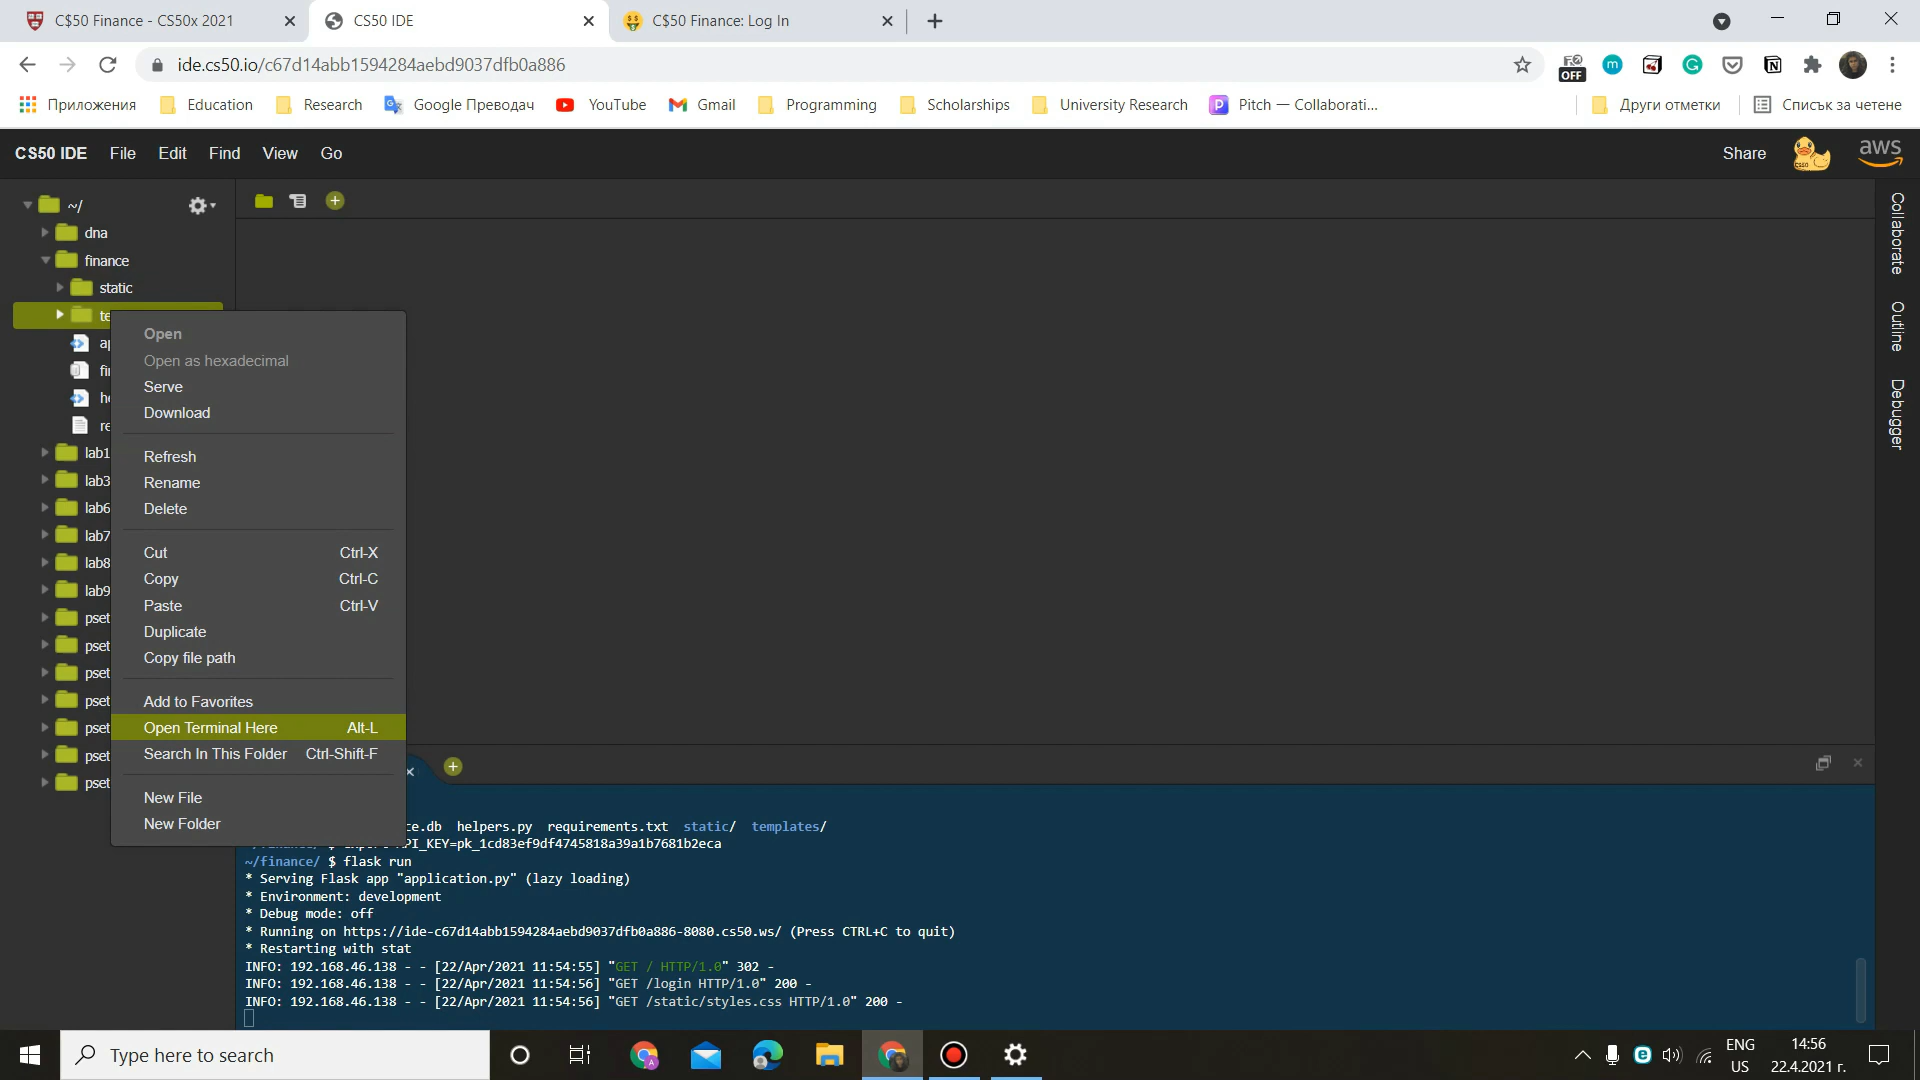 C$50 Finance - CS50x 2021
CS50 IDE
C$50 Finance: Log In
ide.cs50.io/c67d14abb1594284aebd9037dfb0a886
OFF
Приложения
Education
Research
Google Преводач
YouTube
Gmail
Programming
Scholarships
University Research
Pitch — Collaborati...
Други отметки
Списък за четене
CS50 IDE
File
Edit
Find
View
Go
Share
aws
~/
dna
finance
static
te
ap
fi
he
re
lab1
lab3
lab6
lab7
lab8
lab9
pset
pset
pset
pset
pset
pset
pset
Open
Open as hexadecimal
Serve
Download
Refresh
Rename
Delete
Cut Ctrl-X
Copy Ctrl-C
Paste Ctrl-V
Duplicate
Copy file path
Add to Favorites
Open Terminal Here Alt-L
Search In This Folder Ctrl-Shift-F
New File
New Folder
Collaborate
Outline
Debugger
ce.db helpers.py requirements.txt static/ templates/
API_KEY=pk_1cd83ef9df4745818a39a1b7681b2eca
~/finance/ $ flask run
* Serving Flask app "application.py" (lazy loading)
* Environment: development
* Debug mode: off
* Running on https://ide-c67d14abb1594284aebd9037dfb0a886-8080.cs50.ws/ (Press CTRL+C to quit)
* Restarting with stat
INFO: 192.168.46.138 - - [22/Apr/2021 11:54:55] "GET / HTTP/1.0" 302 -
INFO: 192.168.46.138 - - [22/Apr/2021 11:54:56] "GET /login HTTP/1.0" 200 -
INFO: 192.168.46.138 - - [22/Apr/2021 11:54:56] "GET /static/styles.css HTTP/1.0" 200 -
Type here to search
ENG
US
14:56
22.4.2021 г.